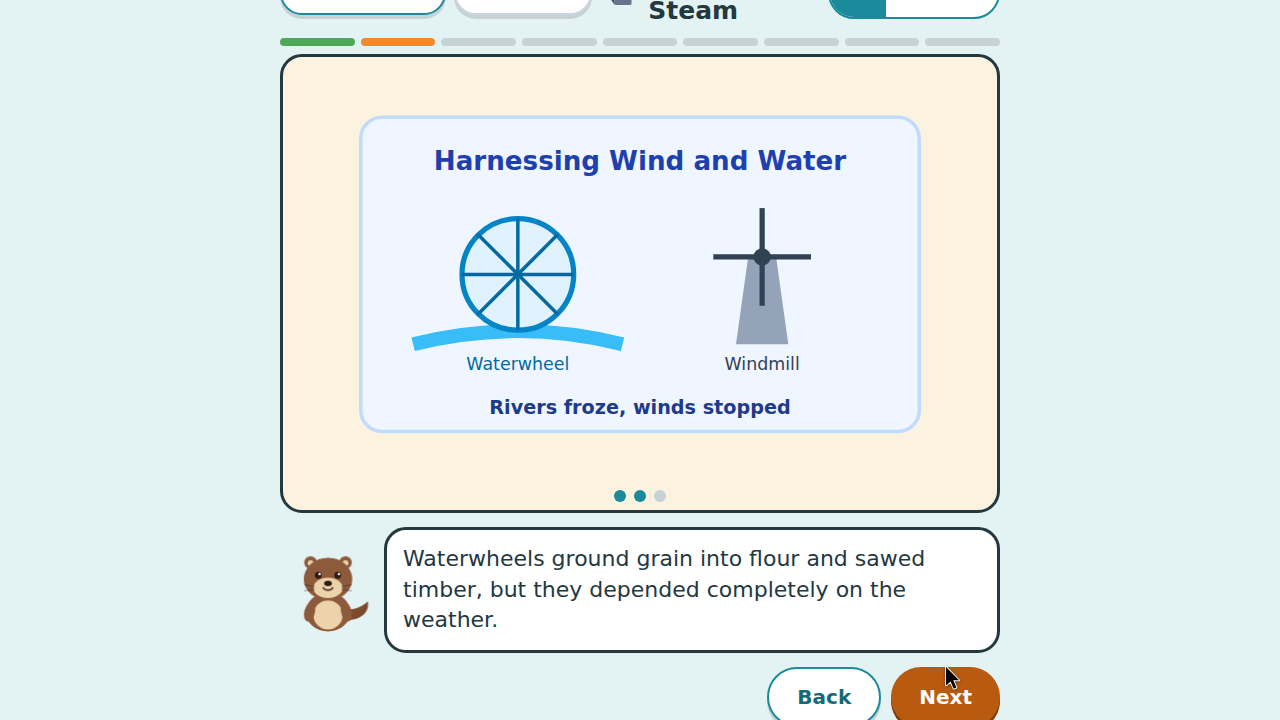 Steam
Harnessing Wind and Water
Waterwheel
Windmill
Rivers froze, winds stopped
Waterwheels ground grain into flour and sawed
timber, but they depended completely on the
weather.
Back
Next